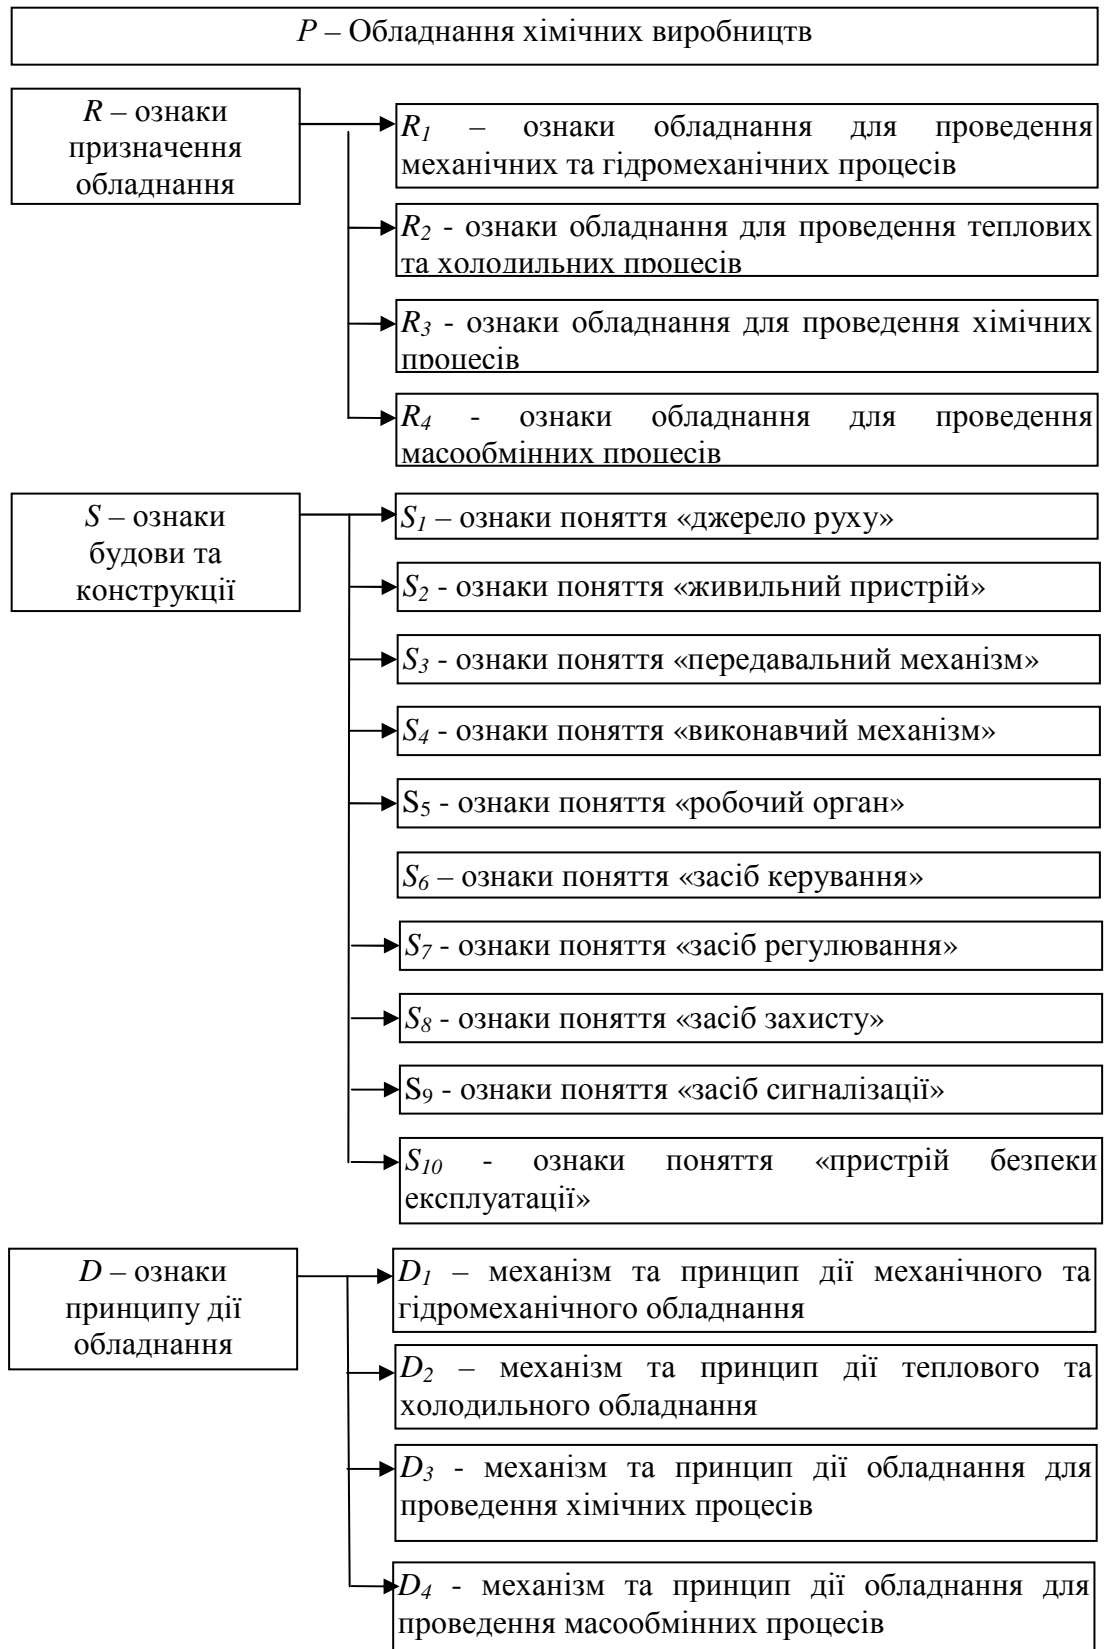 P – Обладнання хімічних виробництв
R – ознаки
призначення
обладнання
R1 – ознаки обладнання для проведення
механічних та гідромеханічних процесів
R2 - ознаки обладнання для проведення теплових
та холодильних процесів
R3 - ознаки обладнання для проведення хімічних
процесів
R4 - ознаки обладнання для проведення
масообмінних процесів
S – ознаки
будови та
конструкції
S1 – ознаки поняття «джерело руху»
S2 - ознаки поняття «живильний пристрій»
S3 - ознаки поняття «передавальний механізм»
S4 - ознаки поняття «виконавчий механізм»
S5 - ознаки поняття «робочий орган»
S6 – ознаки поняття «засіб керування»
S7 - ознаки поняття «засіб регулювання»
S8 - ознаки поняття «засіб захисту»
S9 - ознаки поняття «засіб сигналізації»
S10 - ознаки поняття «пристрій безпеки
експлуатації»
D – ознаки
принципу дії
обладнання
D1 – механізм та принцип дії механічного та
гідромеханічного обладнання
D2 – механізм та принцип дії теплового та
холодильного обладнання
D3 - механізм та принцип дії обладнання для
проведення хімічних процесів
D4 - механізм та принцип дії обладнання для
проведення масообмінних процесів